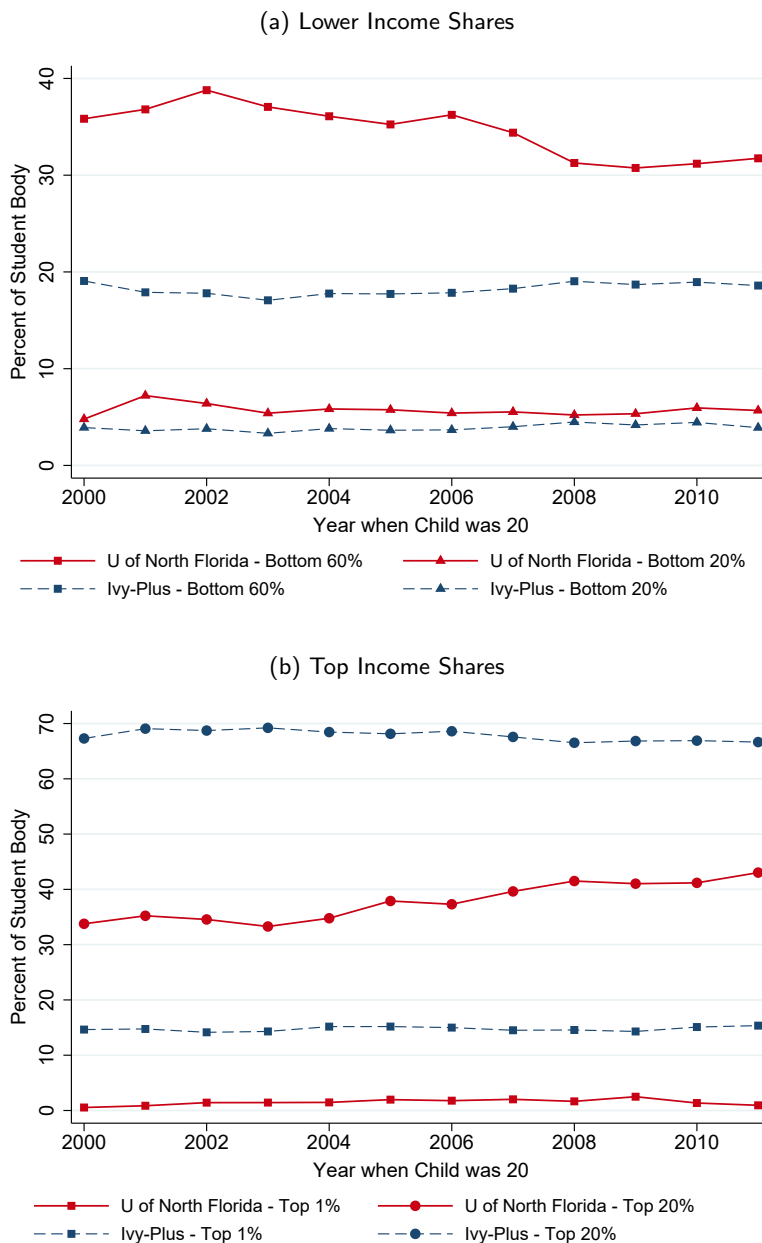 (a) Lower Income Shares
Percent of Student Body
40
30
20
10
0
2000 2002 2004 2006 2008 2010
Year when Child was 20
U of North Florida - Bottom 60% U of North Florida - Bottom 20%
Ivy-Plus - Bottom 60% Ivy-Plus - Bottom 20%
(b) Top Income Shares
Percent of Student Body
70
60
50
40
30
20
10
0
2000 2002 2004 2006 2008 2010
Year when Child was 20
U of North Florida - Top 1% U of North Florida - Top 20%
Ivy-Plus - Top 1% Ivy-Plus - Top 20%